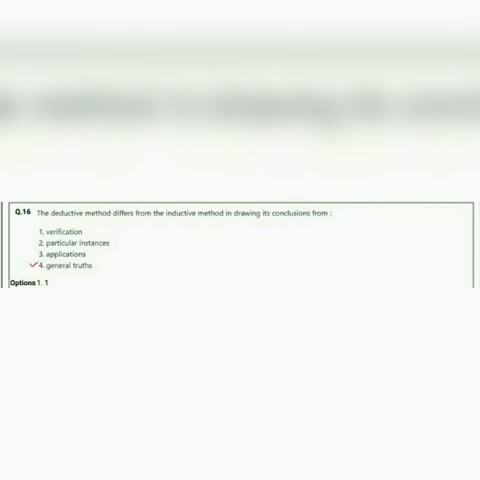 Q.16 The deductive method differs from the inductive method in drawing its conclusions from :
1. verification
2. particular instances
3. applications
4. general truths
Options 1. 1